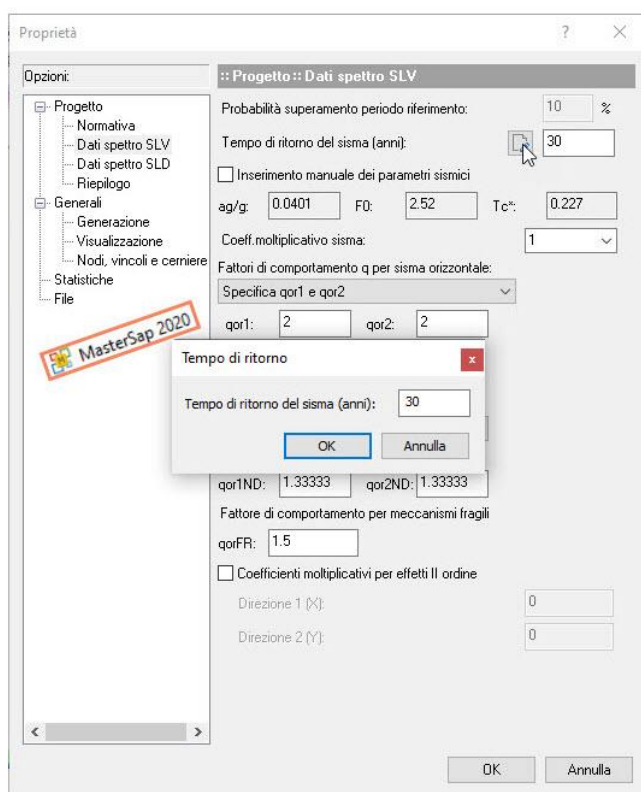 Proprietà
?
Opzioni:
Progetto
Normativa
Dati spettro SLV
Dati spettro SLD
Riepilogo
Generali
Generazione
Visualizzazione
Nodi, vincoli e cerniere
Statistiche
File
MasterSap 2020
:: Progetto :: Dati spettro SLV
Probabilità superamento periodo riferimento: 10 %
Tempo di ritorno del sisma (anni): 30
Inserimento manuale dei parametri sismici
ag/g: 0.0401 F0: 2.52 Tc*: 0.227
Coeff.moltiplicativo sisma: 1
Fattori di comportamento q per sisma orizzontale:
Specifica qor1 e qor2
qor1: 2 qor2: 2
Tempo di ritorno x
Tempo di ritorno del sisma (anni): 30
OK Annulla
qor1ND: 1.33333 qor2ND: 1.33333
Fattore di comportamento per meccanismi fragili
qorFR: 1.5
Coefficienti moltiplicativi per effetti II ordine
Direzione 1 (X): 0
Direzione 2 (Y): 0
OK Annulla